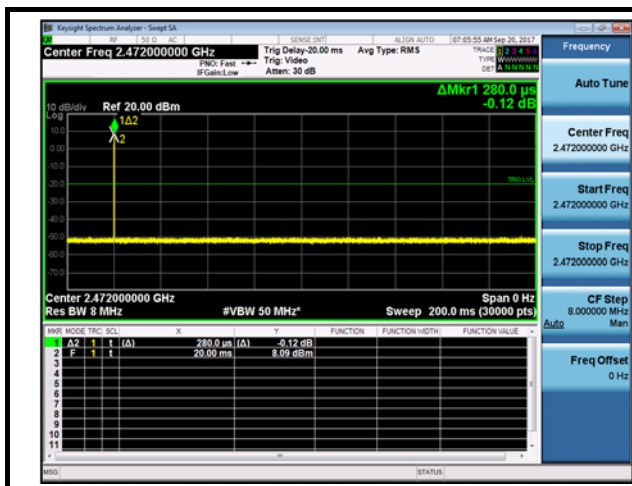 Keysight Spectrum Analyzer - Swept SA
RF 50 Ω AC SENSE:INT ALIGN AUTO 07:05:55 AM Sep 20, 2017
Center Freq 2.472000000 GHz
PNO: Fast
IFGain:Low
Trig Delay-20.00 ms
Trig: Video
Atten: 30 dB
Avg Type: RMS
TRACE 1 2 3 4 5 6
TYPE WWWWWW
DET A N N N N N
Frequency
ΔMkr1 280.0 µs
-0.12 dB
10 dB/div Ref 20.00 dBm
Log
1Δ2
10.0
2
0.00
-10.0
TRIG LVL
-20.0
-30.0
-40.0
-50.0
-60.0
-70.0
Center 2.472000000 GHz Span 0 Hz
Res BW 8 MHz #VBW 50 MHz* Sweep 200.0 ms (30000 pts)
MKR MODE TRC SCL X Y FUNCTION FUNCTION WIDTH FUNCTION VALUE
1 Δ2 1 t (Δ) 280.0 µs (Δ) -0.12 dB
2 F 1 t 20.00 ms 8.09 dBm
3
4
5
6
7
8
9
10
11
MSG STATUS
Auto Tune
Center Freq
2.472000000 GHz
Start Freq
2.472000000 GHz
Stop Freq
2.472000000 GHz
CF Step
8.000000 MHz
Auto Man
Freq Offset
0 Hz